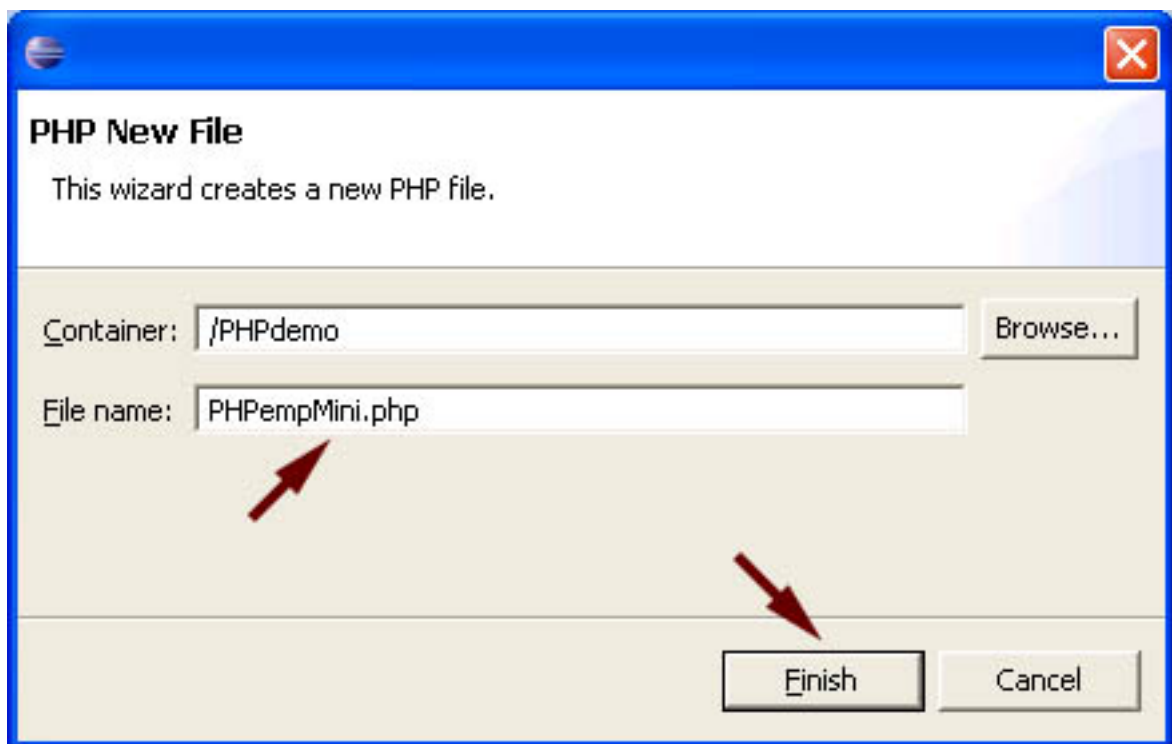 PHP New File
This wizard creates a new PHP file.
Container: /PHPdemo Browse...
File name: PHPempMini.php
Finish Cancel